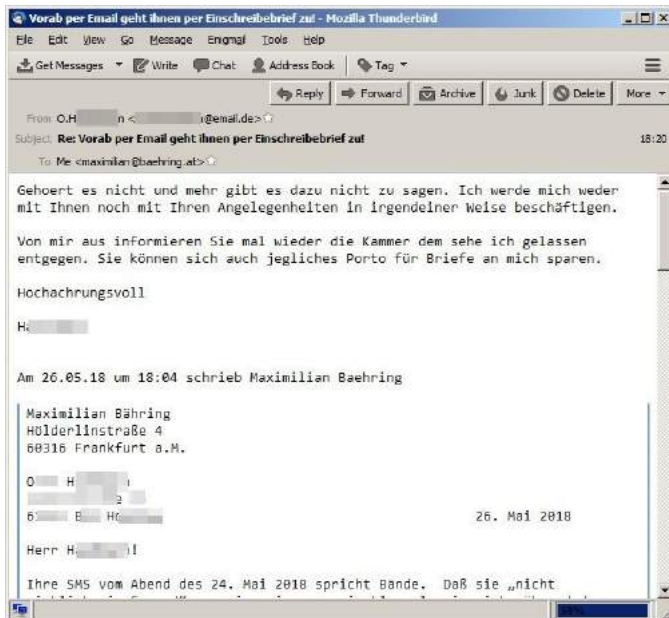 Vorab per Email geht ihnen per Einschreibebrief zu! - Mozilla Thunderbird
File Edit View Go Message Enigmail Tools Help
Get Messages Write Chat Address Book Tag
Reply Forward Archive Junk Delete More
From O.H n < @email.de>
Subject Re: Vorab per Email geht ihnen per Einschreibebrief zu! 18:20
To Me <maximilian@baehring.at>
Gehoert es nicht und mehr gibt es dazu nicht zu sagen. Ich werde mich weder
mit Ihnen noch mit Ihren Angelegenheiten in irgendeiner Weise beschäftigen.
Von mir aus inFormieren Sie mal wieder die Kammer dem sehe ich gelassen
entgegen. Sie können sich auch jegliches Porto für Briefe an mich sparen.
Hochachrungsvoll
Ha
Am 26.05.18 um 18:04 schrieb Maximilian Baehring
Maximilian Bähring
Hölderlinstraße 4
60316 Frankfurt a.M.
O H
6 B Ho
26. Mai 2018
Herr H !
Ihre SMS vom Abend des 24. Mai 2018 spricht Bände. Daß sie „nicht